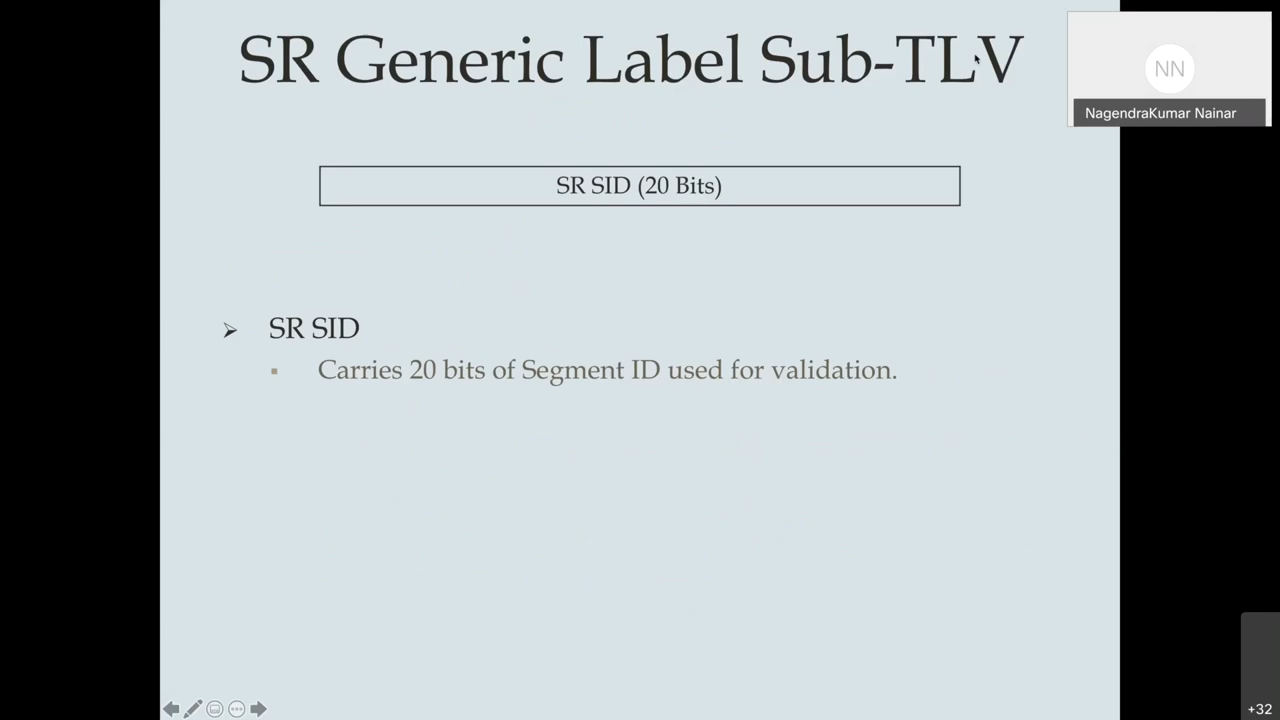 SR Generic Label Sub-TLV
NN
NagendraKumar Nainar
SR SID (20 Bits)
SR SID
Carries 20 bits of Segment ID used for validation.
+32